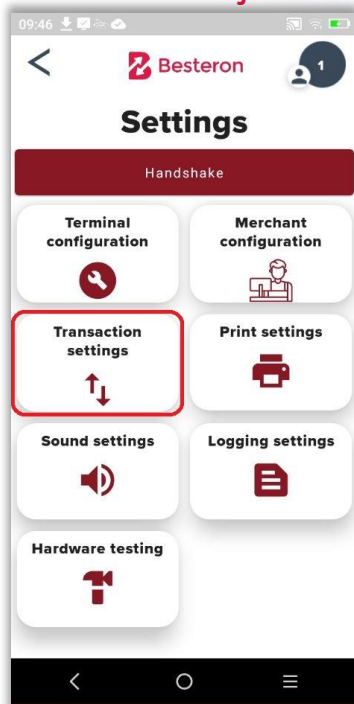 09:46
Besteron
1
Settings
Handshake
Terminal
configuration
Merchant
configuration
Transaction
settings
Print settings
Sound settings
Logging settings
Hardware testing